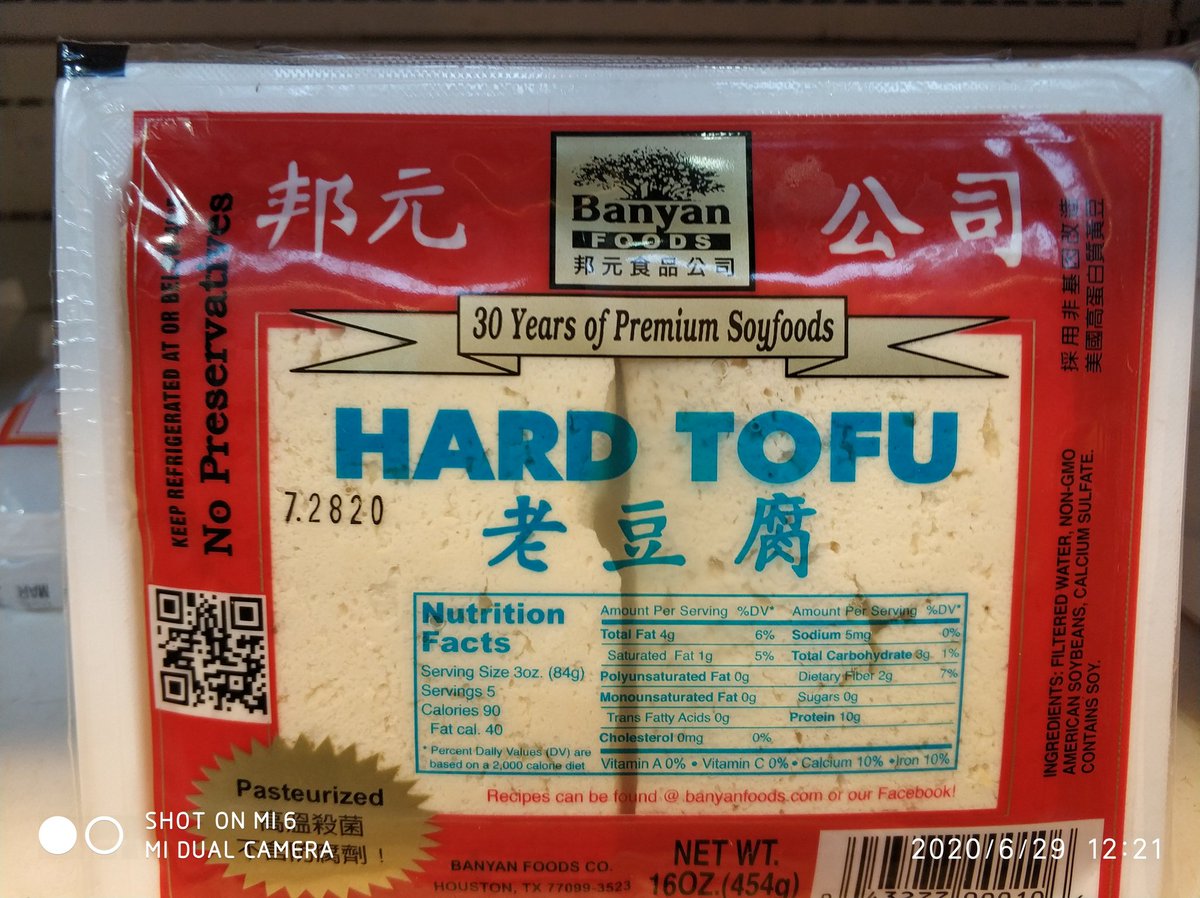 邦元
Banyan
FOODS
邦元食品公司
公司
KEEP REFRIGERATED AT OR
No Preservatives
採用非基因改造
美國高蛋白質黃豆
30 Years of Premium Soyfoods
HARD TOFU
7.2820
老豆腐
Nutrition
Facts
Serving Size 3oz. (84g)
Servings 5
Calories 90
Fat cal. 40
* Percent Daily Values (DV) are
based on a 2,000 calorie diet
Amount Per Serving %DV*
Total Fat 4g 6%
Saturated Fat 1g 5%
Polyunsaturated Fat 0g
Monounsaturated Fat 0g
Trans Fatty Acids 0g
Cholesterol 0mg 0%
Amount Per Serving %DV*
Sodium 5mg 0%
Total Carbohydrate 3g 1%
Dietary Fiber 2g 7%
Sugars 0g
Protein 10g
Vitamin A 0% • Vitamin C 0% • Calcium 10% • Iron 10%
Recipes can be found @ banyanfoods.com or our Facebook!
INGREDIENTS: FILTERED WATER, NON-GMO
AMERICAN SOYBEANS, CALCIUM SULFATE.
CONTAINS SOY.
Pasteurized
高溫殺菌
腐劑！
BANYAN FOODS CO.
HOUSTON, TX 77099-3523
NET WT.
16OZ.(454g)
SHOT ON MI 6
MI DUAL CAMERA
2020/6/29 12:21